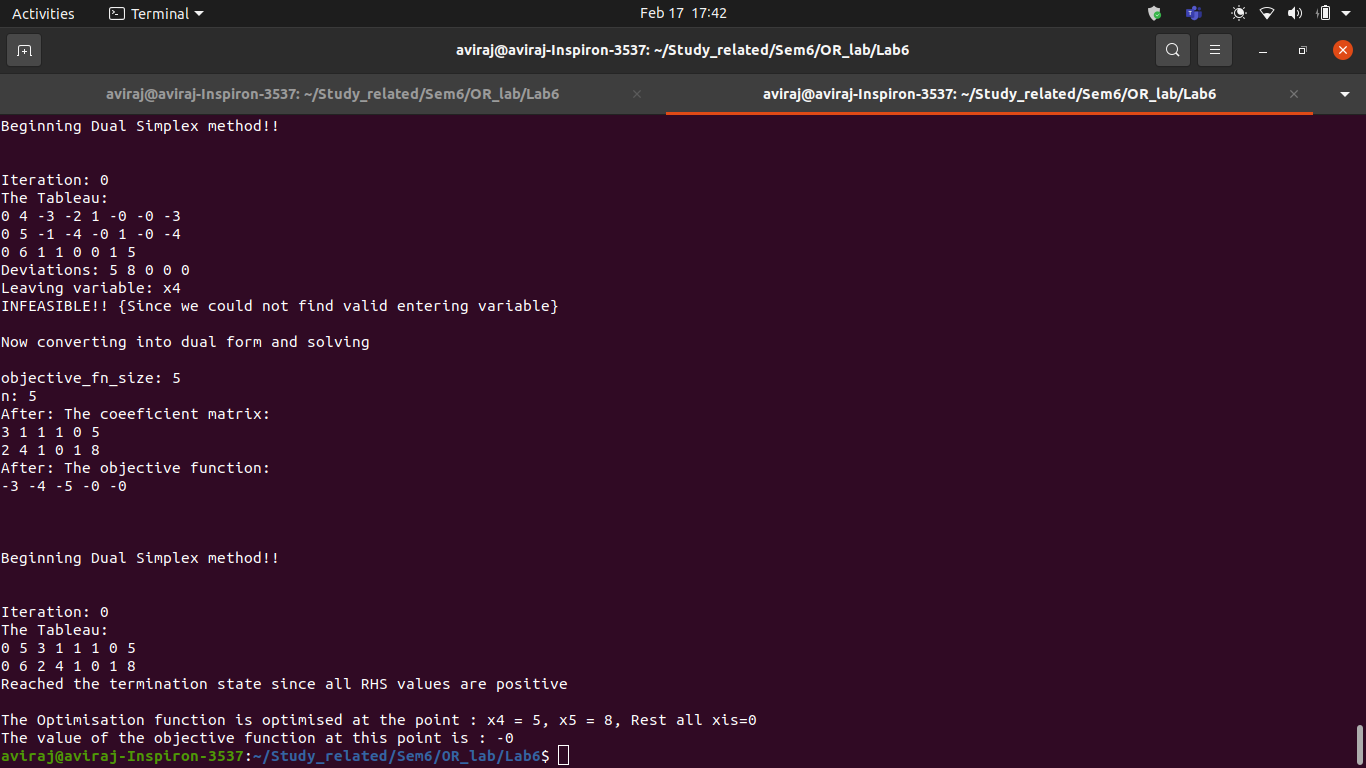 Activities Terminal Feb 17 17:42
aviraj@aviraj-Inspiron-3537: ~/Study_related/Sem6/OR_lab/Lab6
aviraj@aviraj-Inspiron-3537: ~/Study_related/Sem6/OR_lab/Lab6 aviraj@aviraj-Inspiron-3537: ~/Study_related/Sem6/OR_lab/Lab6
Beginning Dual Simplex method!!
Iteration: 0
The Tableau:
0 4 -3 -2 1 -0 -0 -3
0 5 -1 -4 -0 1 -0 -4
0 6 1 1 0 0 1 5
Deviations: 5 8 0 0 0
Leaving variable: x4
INFEASIBLE!! {Since we could not find valid entering variable}
Now converting into dual form and solving
objective_fn_size: 5
n: 5
After: The coeeficient matrix:
3 1 1 1 0 5
2 4 1 0 1 8
After: The objective function:
-3 -4 -5 -0 -0
Beginning Dual Simplex method!!
Iteration: 0
The Tableau:
0 5 3 1 1 1 0 5
0 6 2 4 1 0 1 8
Reached the termination state since all RHS values are positive
The Optimisation function is optimised at the point : x4 = 5, x5 = 8, Rest all xis=0
The value of the objective function at this point is : -0
aviraj@aviraj-Inspiron-3537:~/Study_related/Sem6/OR_lab/Lab6$